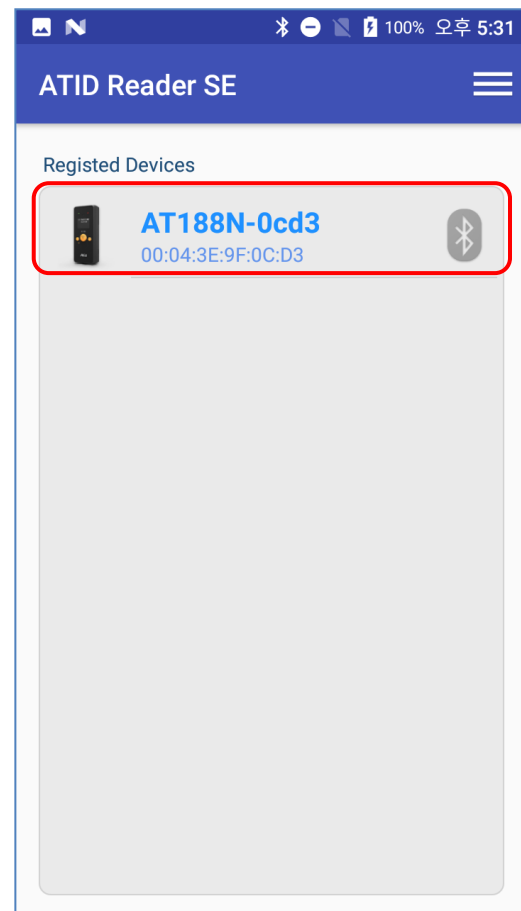 100% 오후 5:31
ATID Reader SE
Registed Devices
AT188N-0cd3
00:04:3E:9F:0C:D3